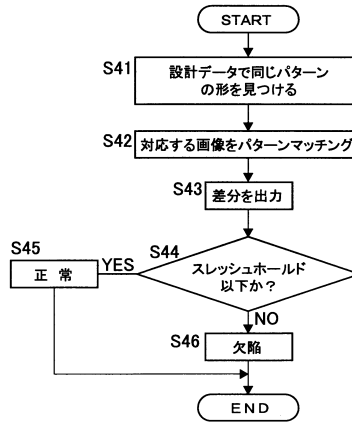 START
S41
設計データで同じパターン
の形を見つける
S42
対応する画像をパターンマッチング
S43
差分を出力
S44
スレッシュホールド
以下か?
YES
S45
正 常
NO
S46
欠陥
END